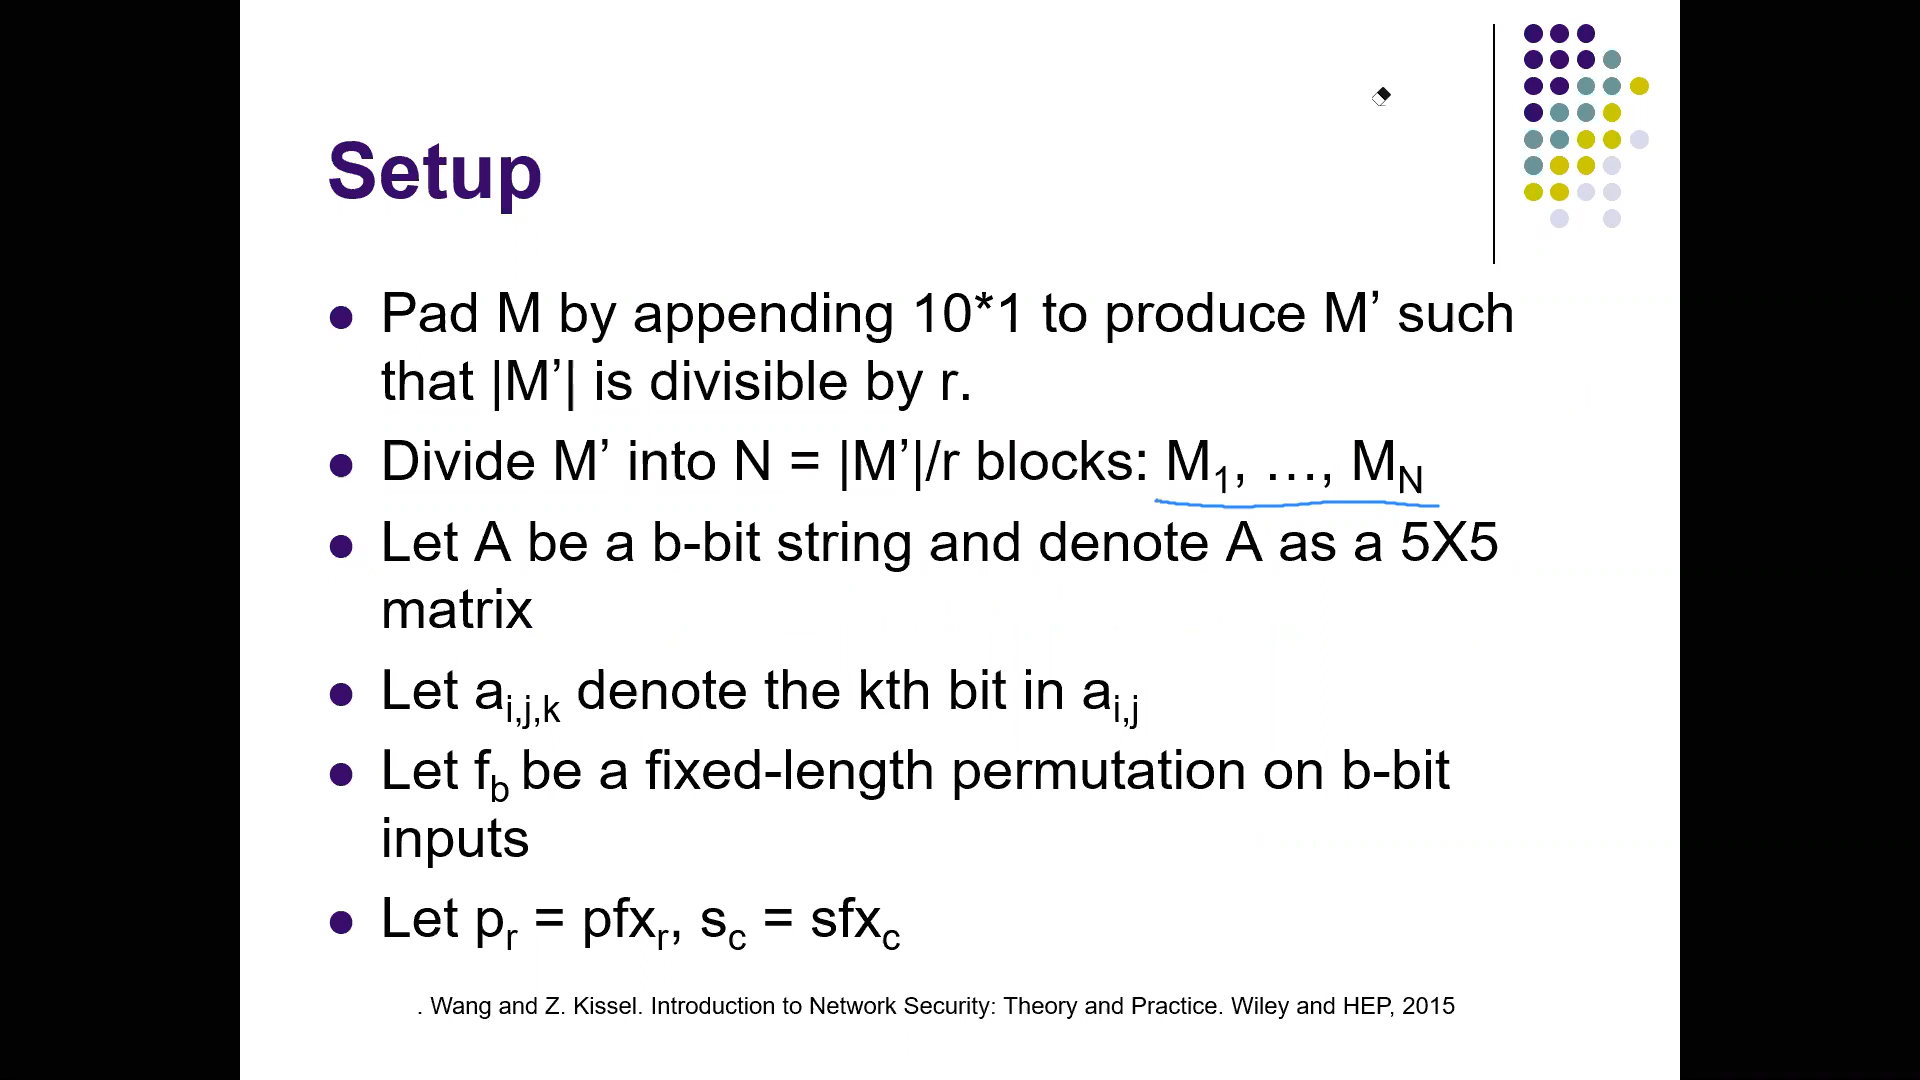 Setup
Pad M by appending 10*1 to produce M’ such
that |M’| is divisible by r.
Divide M’ into N = |M’|/r blocks: M1, …, MN
Let A be a b-bit string and denote A as a 5X5
matrix
Let ai,j,k denote the kth bit in ai,j
Let fb be a fixed-length permutation on b-bit
inputs
Let pr = pfxr, sc = sfxc
. Wang and Z. Kissel. Introduction to Network Security: Theory and Practice. Wiley and HEP, 2015